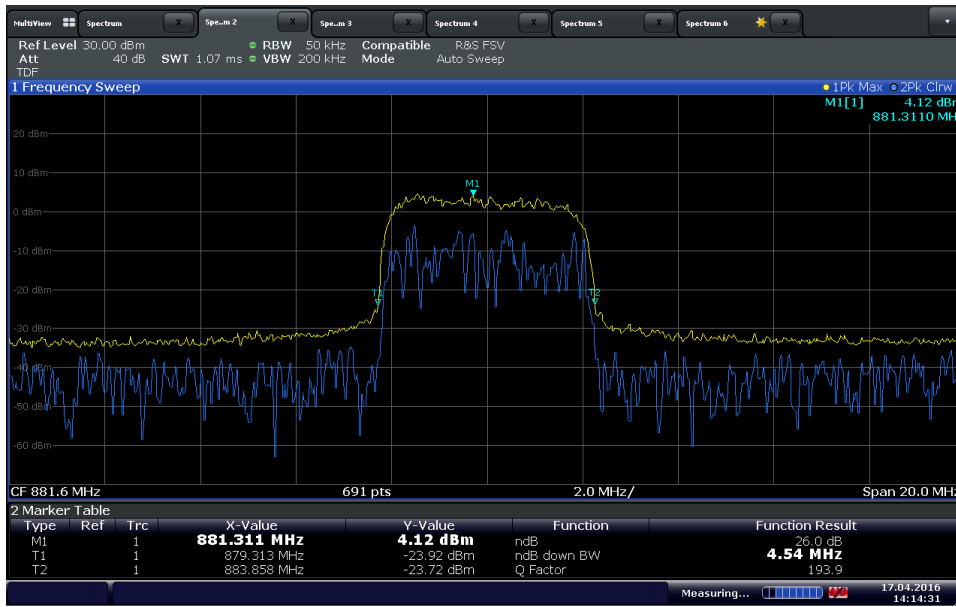 MultiView Spectrum X Spe..m 2 X Spe..m 3 X Spectrum 4 X Spectrum 5 X Spectrum 6 X
Ref Level 30.00 dBm RBW 50 kHz Compatible R&S FSV
Att 40 dB SWT 1.07 ms VBW 200 kHz Mode Auto Sweep
TDF
1 Frequency Sweep 1Pk Max 2Pk Clrw
M1[1] 4.12 dBm
881.3110 MH
20 dBm
10 dBm
M1
0 dBm
-10 dBm
-20 dBm
T1 T2
-30 dBm
-40 dBm
-50 dBm
-60 dBm
CF 881.6 MHz 691 pts 2.0 MHz/ Span 20.0 MHz
2 Marker Table
Type Ref Trc X-Value Y-Value Function Function Result
M1 1 881.311 MHz 4.12 dBm ndB 26.0 dB
T1 1 879.313 MHz -23.92 dBm ndB down BW 4.54 MHz
T2 1 883.858 MHz -23.72 dBm Q Factor 193.9
Measuring... 17.04.2016
14:14:31